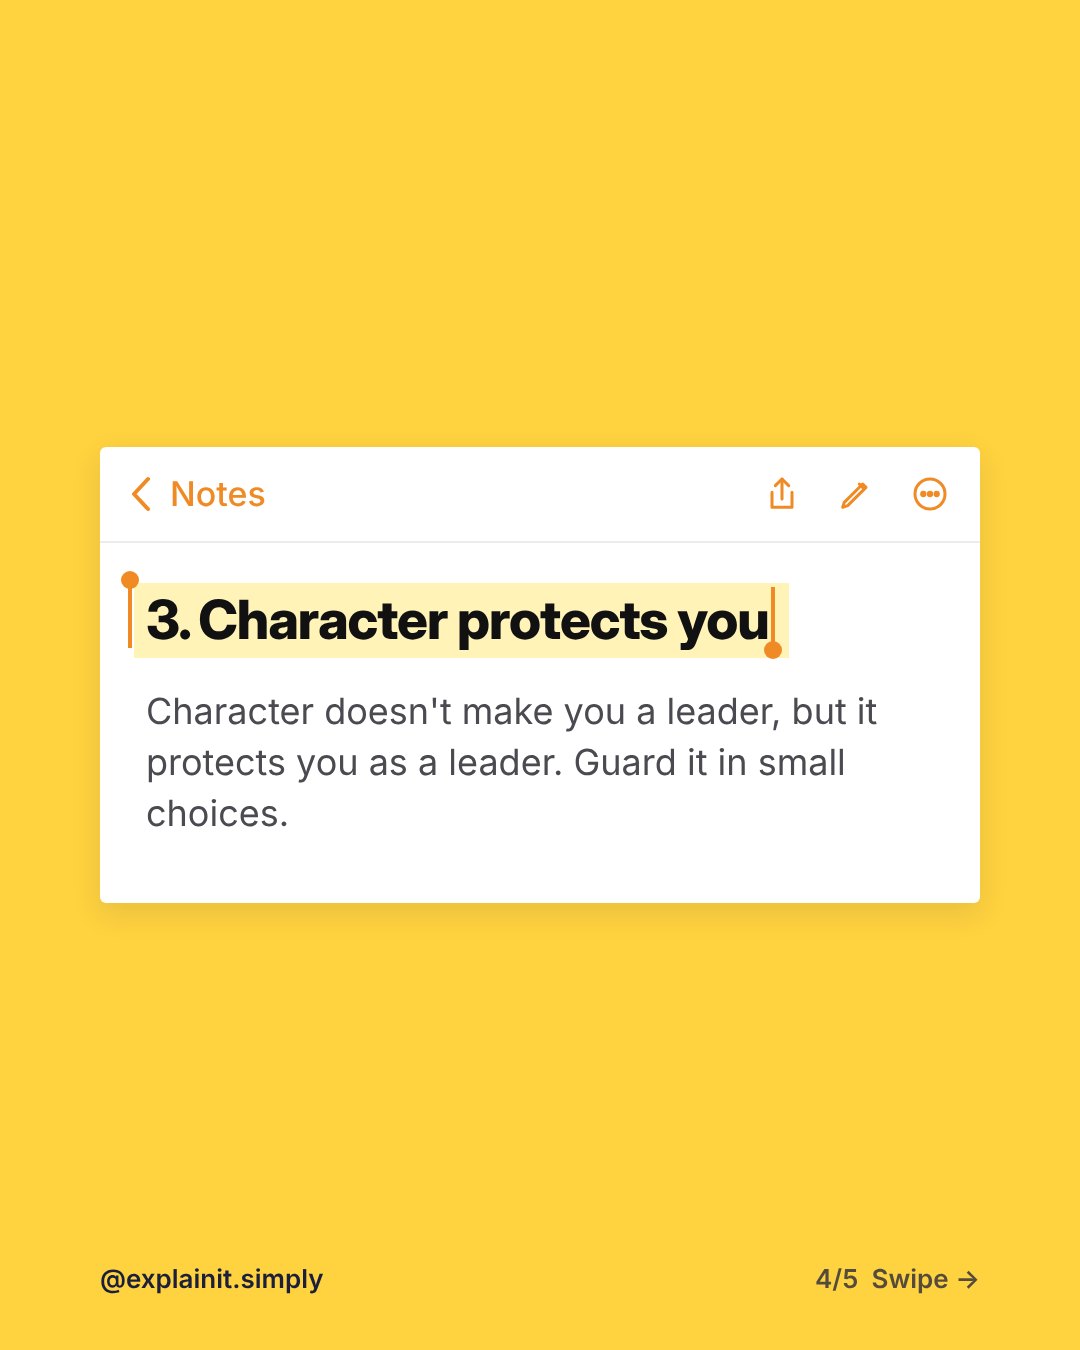 Notes
3. Character protects you
Character doesn't make you a leader, but it
protects you as a leader. Guard it in small
choices.
@explainit.simply
4/5 Swipe →